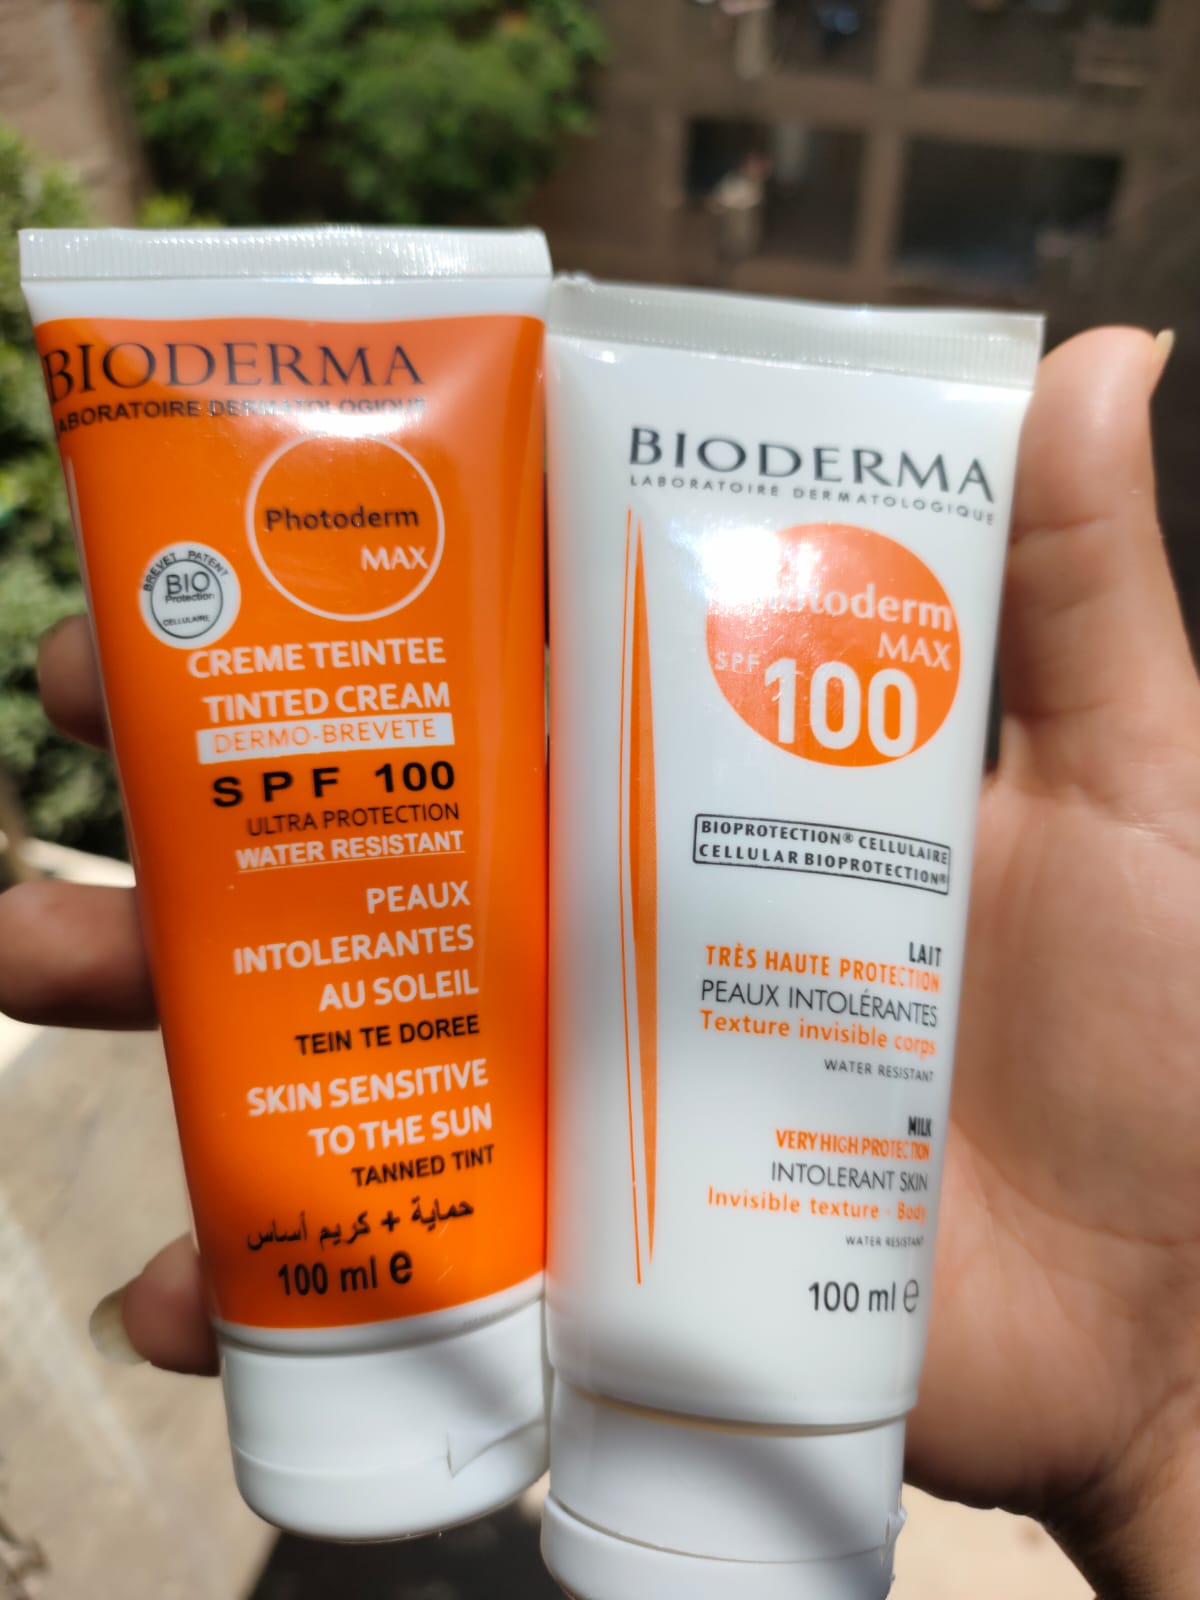 BIODERMA
LABORATOIRE DERMATOLOGIQUE
Photoderm
MAX
BREVET PATENT
BIO
Protection
CELLULAIRE
CREME TEINTEE
TINTED CREAM
DERMO-BREVETE
SPF 100
ULTRA PROTECTION
WATER RESISTANT
PEAUX
INTOLERANTES
AU SOLEIL
TEIN TE DOREE
SKIN SENSITIVE
TO THE SUN
TANNED TINT
حماية + كريم أساس
100 ml e
BIODERMA
LABORATOIRE DERMATOLOGIQUE
Photoderm
MAX
SPF 100
BIOPROTECTION® CELLULAIRE
CELLULAR BIOPROTECTION®
LAIT
TRÈS HAUTE PROTECTION
PEAUX INTOLÉRANTES
Texture invisible corps
WATER RESISTANT
MILK
VERY HIGH PROTECTION
INTOLERANT SKIN
Invisible texture - Body
WATER RESISTANT
100 ml e